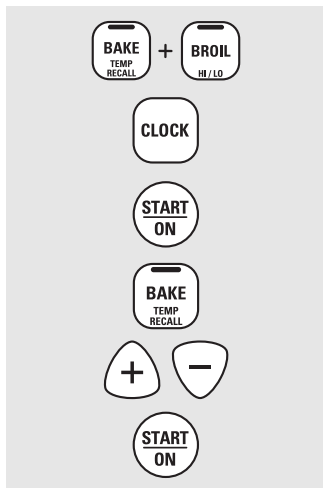 BAKE + BROIL
TEMP
RECALL HI / LO
CLOCK
START
ON
BAKE
TEMP
RECALL
+ −
START
ON